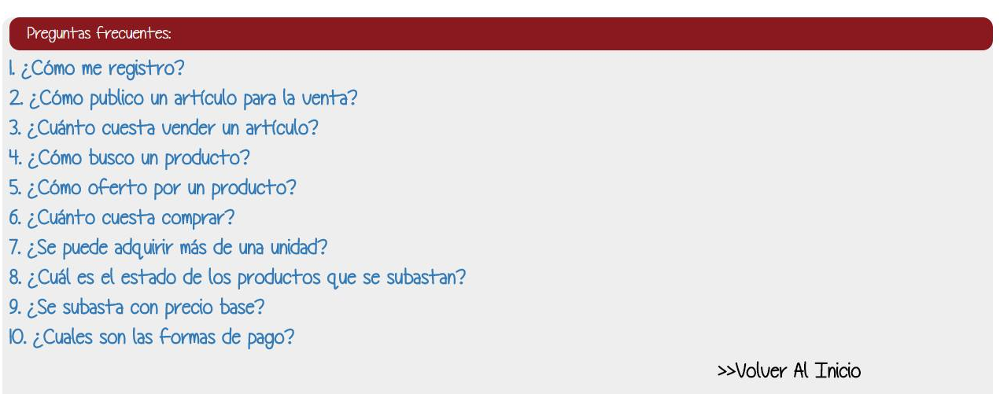 Preguntas frecuentes:
1. ¿Cómo me registro?
2. ¿Cómo publico un artículo para la venta?
3. ¿Cuánto cuesta vender un artículo?
4. ¿Cómo busco un producto?
5. ¿Cómo oferto por un producto?
6. ¿Cuánto cuesta comprar?
7. ¿Se puede adquirir más de una unidad?
8. ¿Cuál es el estado de los productos que se subastan?
9. ¿Se subasta con precio base?
10. ¿Cuales son las formas de pago?
>>Volver Al Inicio